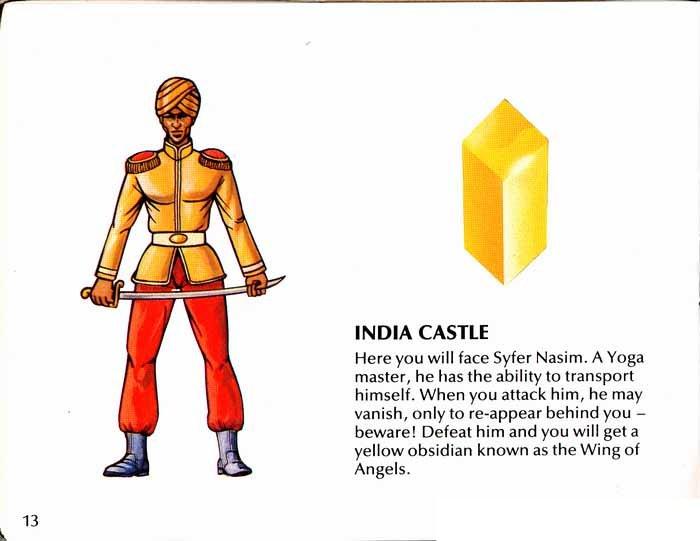 INDIA CASTLE
Here you will face Syfer Nasim. A Yoga
master, he has the ability to transport
himself. When you attack him, he may
vanish, only to re-appear behind you –
beware! Defeat him and you will get a
yellow obsidian known as the Wing of
Angels.
13